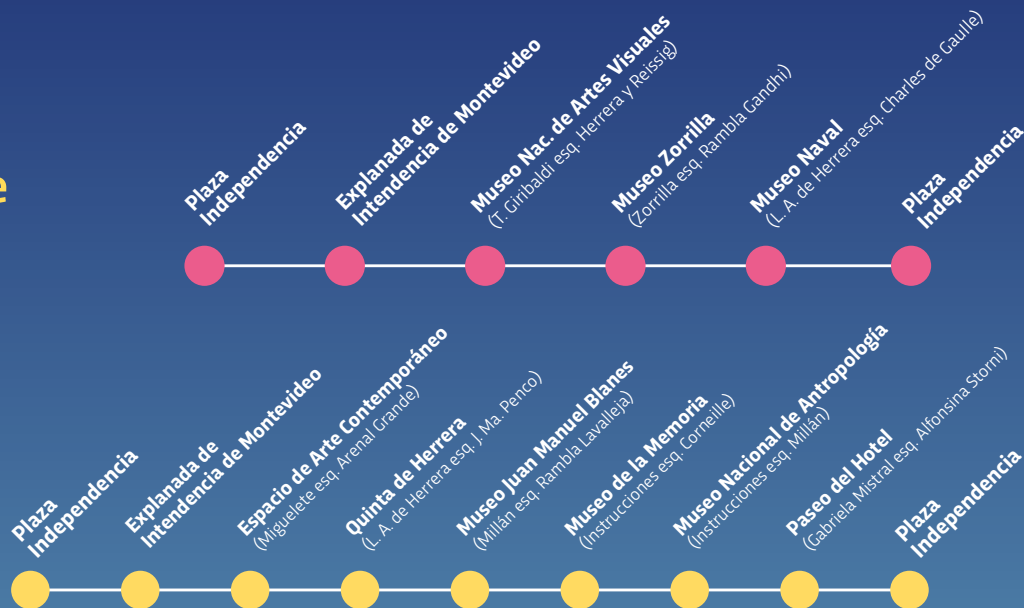 e
Plaza
Independencia
Explanada de
Intendencia de Montevideo
Museo Nac. de Artes Visuales
(T. Giribaldi esq. Herrera y Reissig)
Museo Zorrilla
(Zorrilla esq. Rambla Gandhi)
Museo Naval
(L. A. de Herrera esq. Charles de Gaulle)
Plaza
Independencia
Plaza
Independencia
Explanada de
Intendencia de Montevideo
Espacio de Arte Contemporáneo
(Miguelete esq. Arenal Grande)
Quinta de Herrera
(L. A. de Herrera esq. J. Ma. Penco)
Museo Juan Manuel Blanes
(Millán esq. Rambla Lavalleja)
Museo de la Memoria
(Instrucciones esq. Corneille)
Museo Nacional de Antropología
(Instrucciones esq. Millán)
Paseo del Hotel
(Gabriela Mistral esq. Alfonsina Storni)
Plaza
Independencia